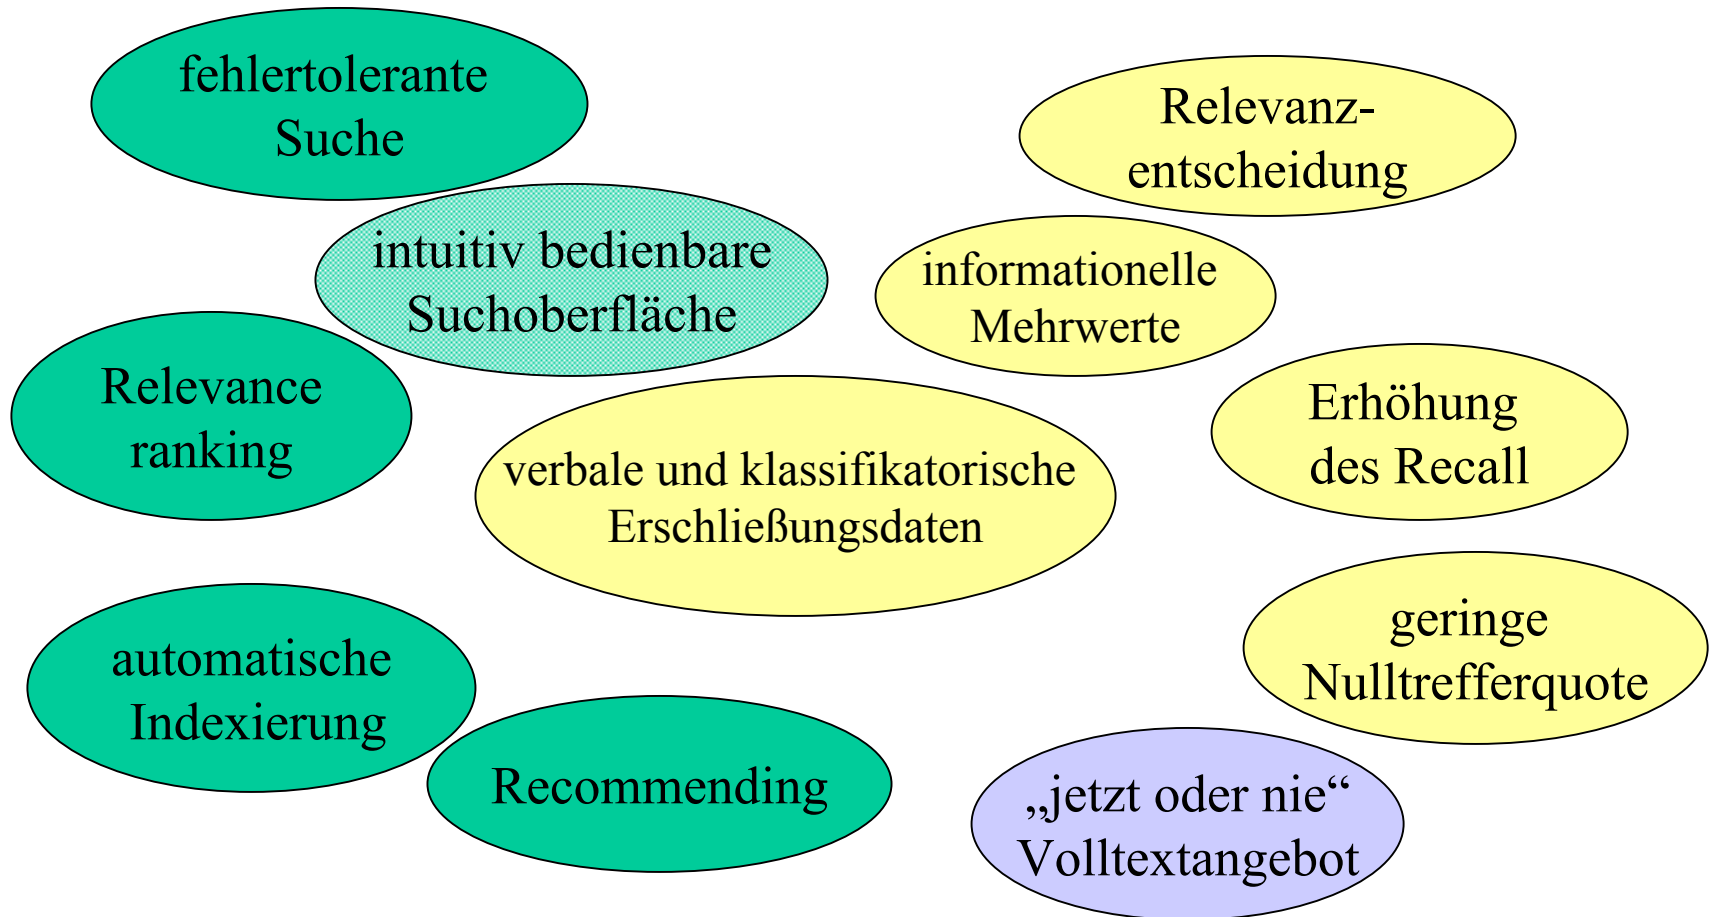 fehlertolerante
Suche
Relevanz-
entscheidung
intuitiv bedienbare
Suchoberfläche
informationelle
Mehrwerte
Relevance
ranking
Erhöhung
des Recall
verbale und klassifikatorische
Erschließungsdaten
geringe
Nulltrefferquote
automatische
Indexierung
Recommending
„jetzt oder nie“
Volltextangebot